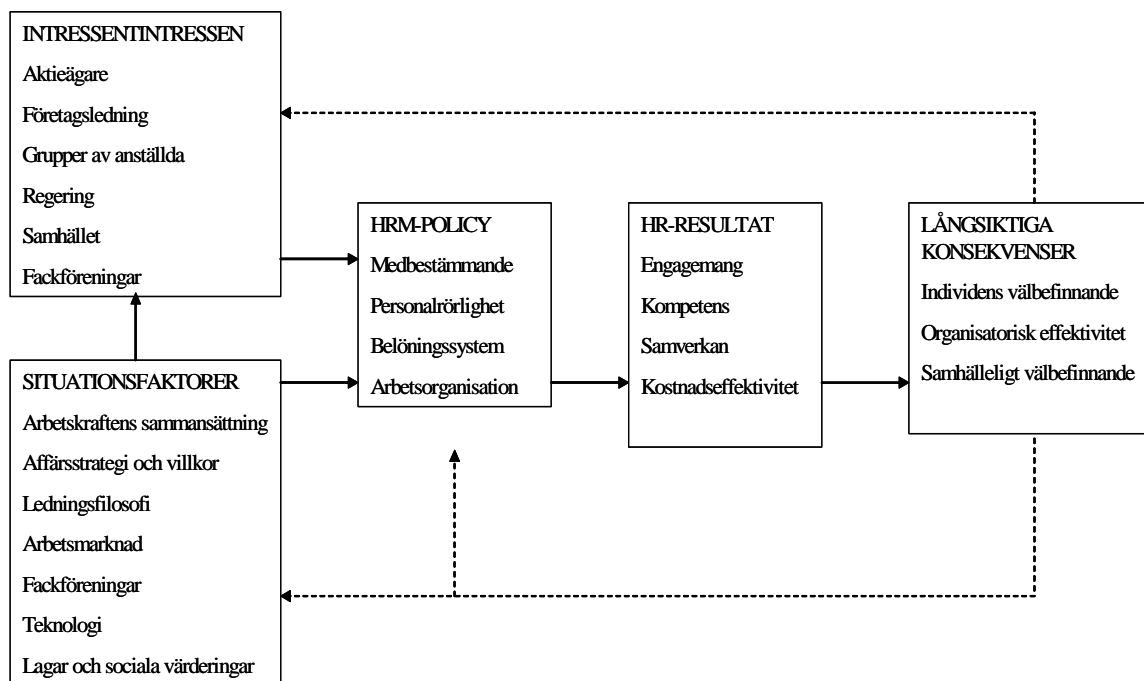 INTRESSENTINTRESSEN
Aktieägare
Företagsledning
Grupper av anställda
Regering
Samhället
Fackföreningar
SITUATIONSFAKTORER
Arbetskraftens sammansättning
Affärsstrategi och villkor
Ledningsfilosofi
Arbetsmarknad
Fackföreningar
Teknologi
Lagar och sociala värderingar
HRM-POLICY
Medbestämmande
Personalrörlighet
Belöningssystem
Arbetsorganisation
HR-RESULTAT
Engagemang
Kompetens
Samverkan
Kostnadseffektivitet
LÅNGSIKTIGA
KONSEKVENSER
Individens välbefinnande
Organisatorisk effektivitet
Samhälleligt välbefinnande